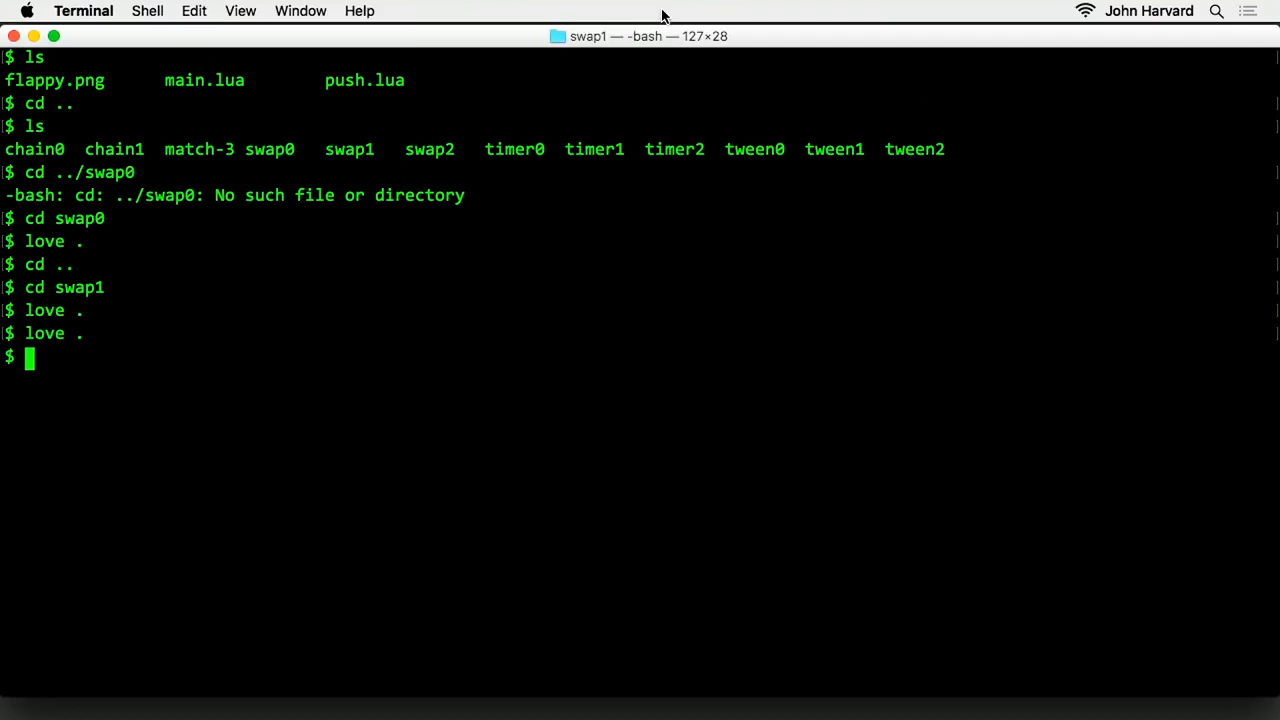 Terminal Shell Edit View Window Help John Harvard
swap1 — -bash — 127×28
$ ls
flappy.png main.lua push.lua
$ cd ..
$ ls
chain0 chain1 match-3 swap0 swap1 swap2 timer0 timer1 timer2 tween0 tween1 tween2
$ cd ../swap0
-bash: cd: ../swap0: No such file or directory
$ cd swap0
$ love .
$ cd ..
$ cd swap1
$ love .
$ love .
$